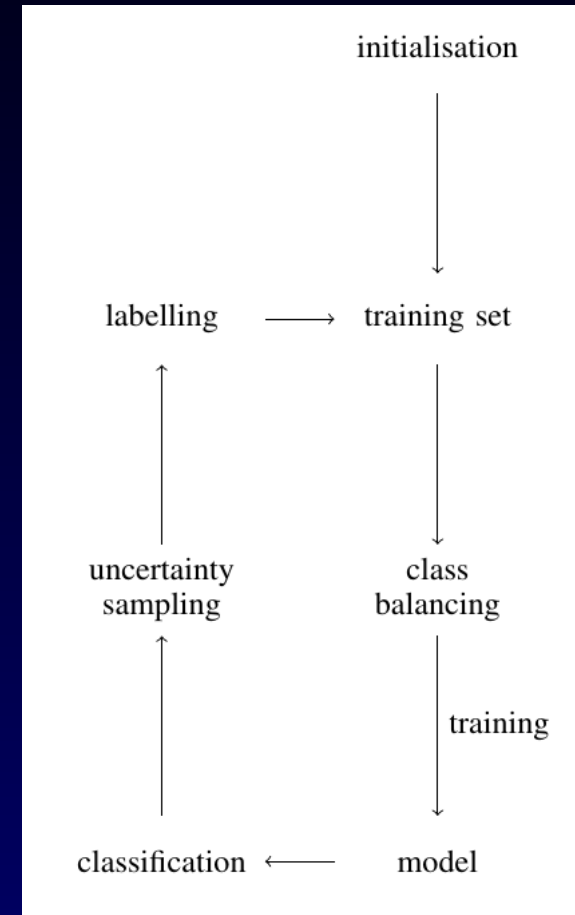 initialisation
labelling
training set
uncertainty
sampling
class
balancing
training
classification
model